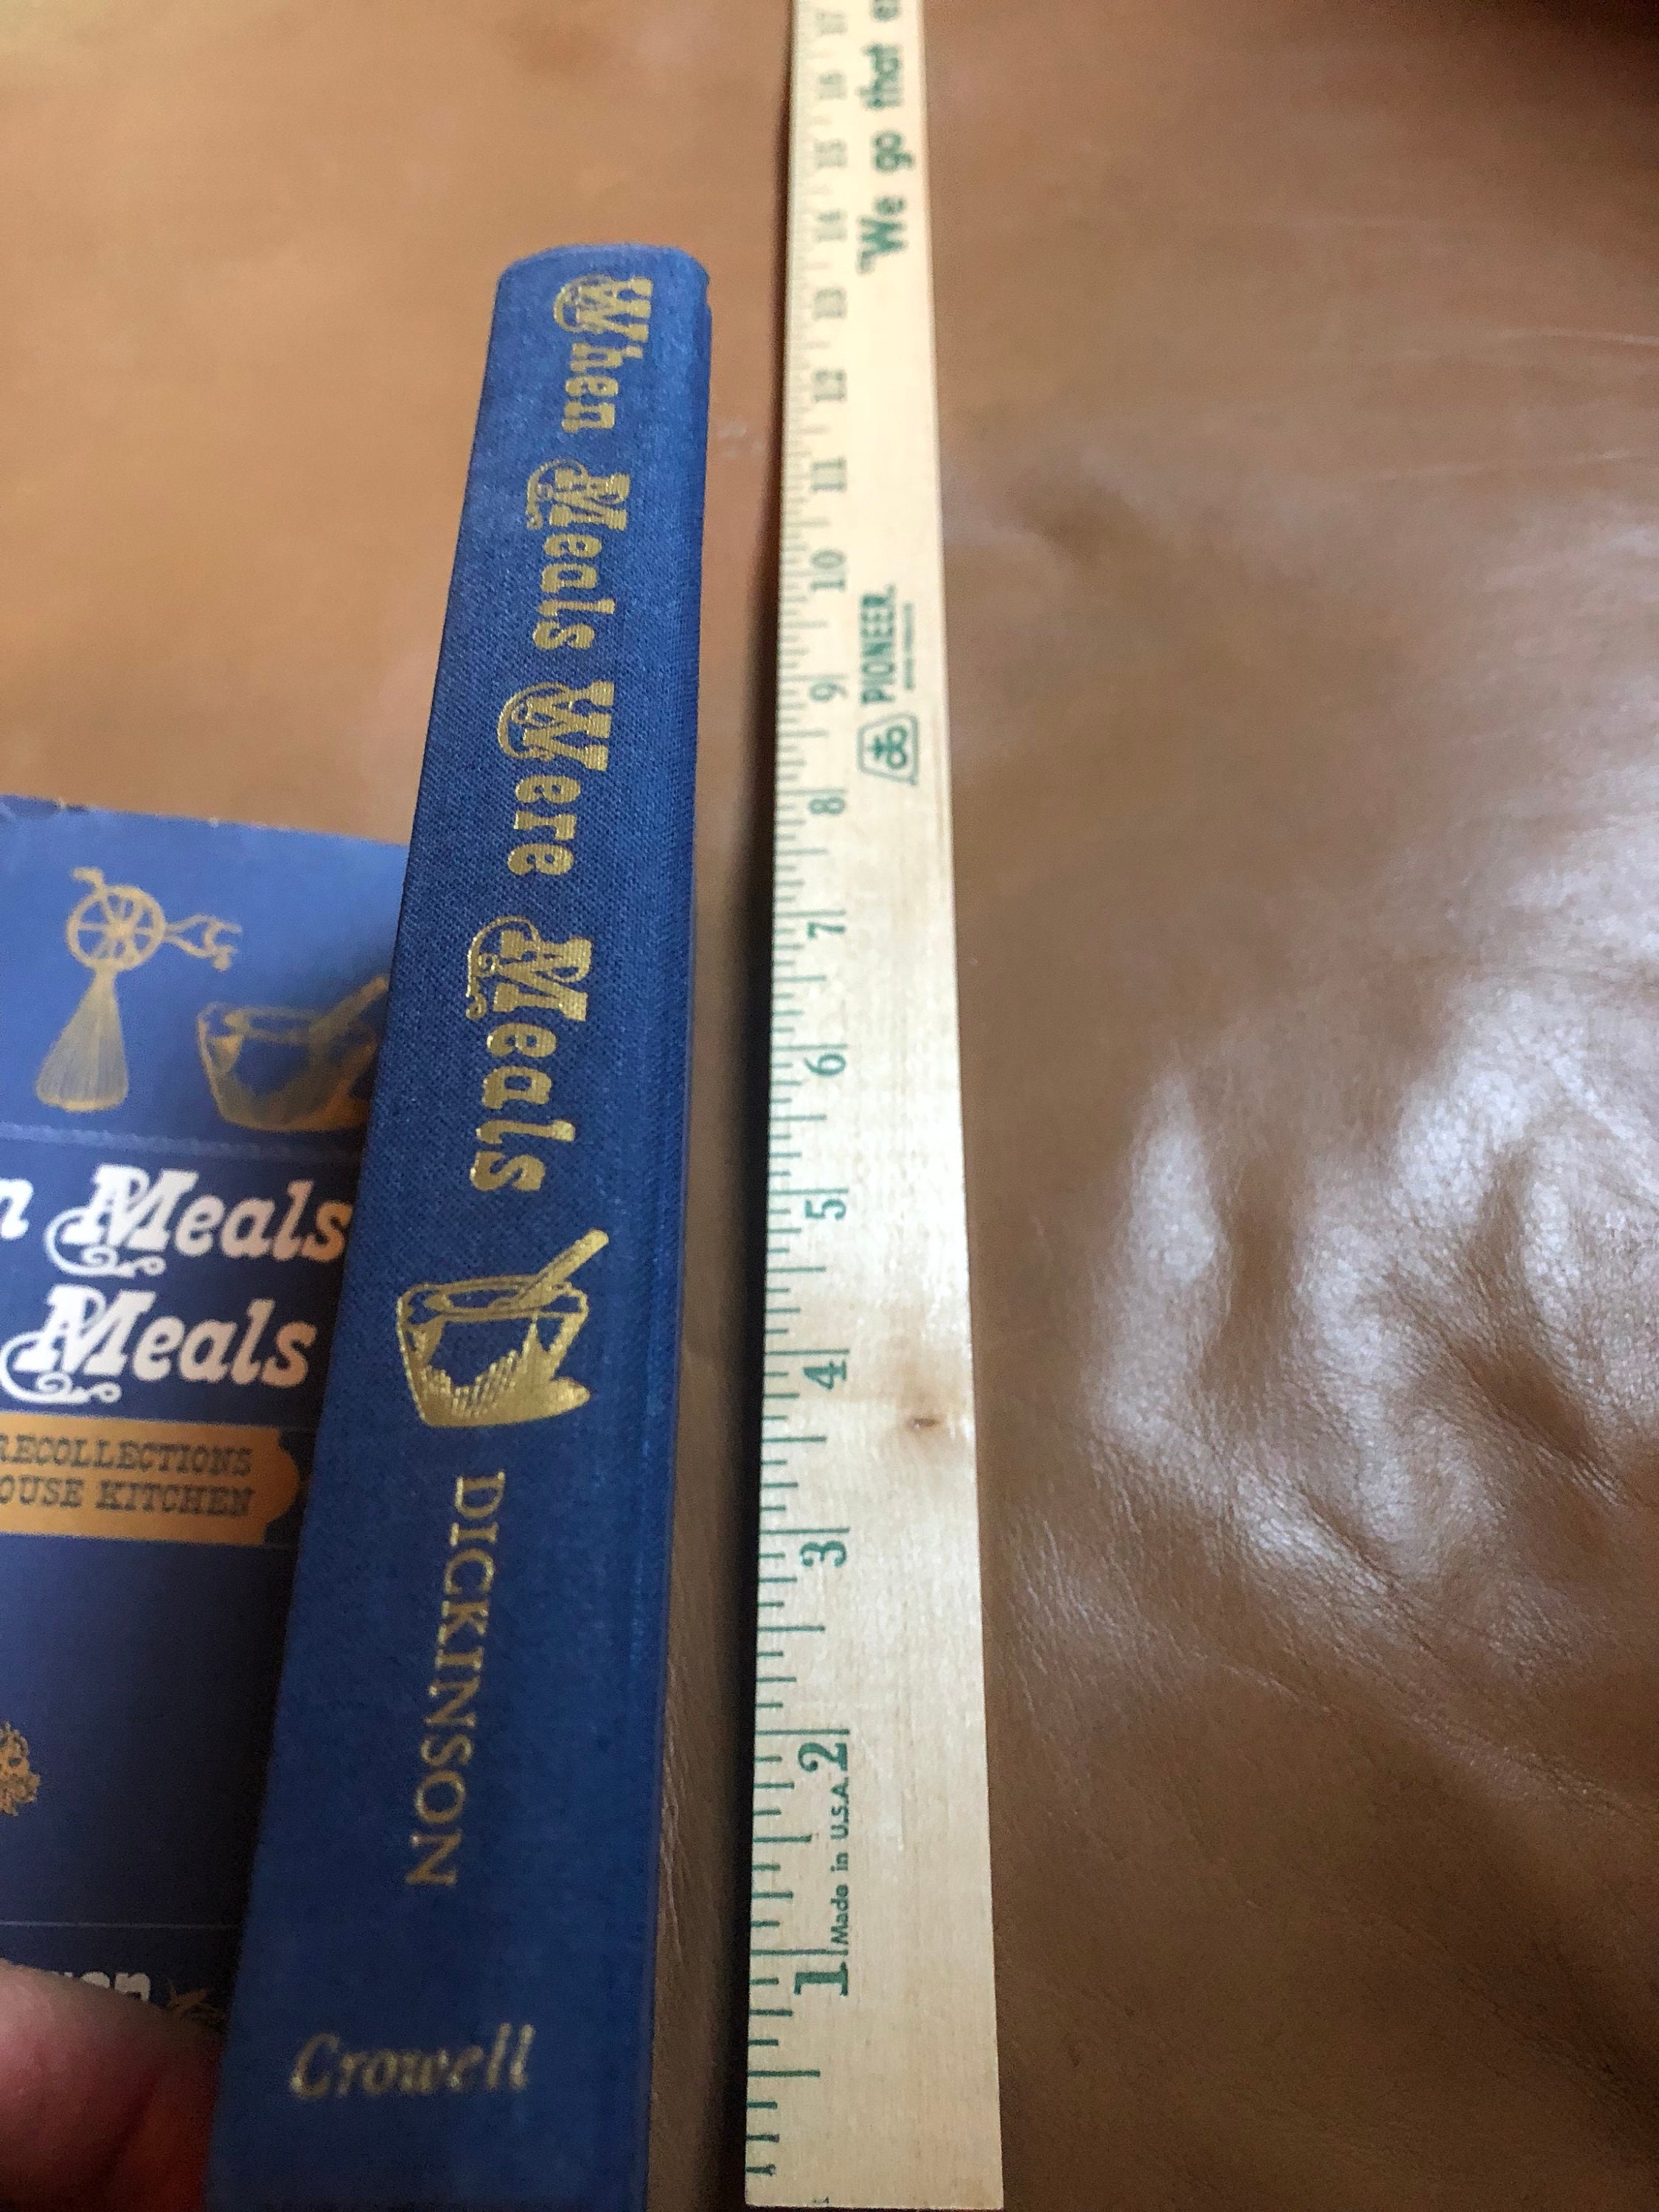 When Meals Were Meals
DICKINSON
Crowell
n Meals
Meals
RECOLLECTIONS
OUSE KITCHEN
"We go that e
PIONEER.
17
16
15
14
13
12
11
10
9
8
7
6
5
4
3
2
Made in U.S.A.
1